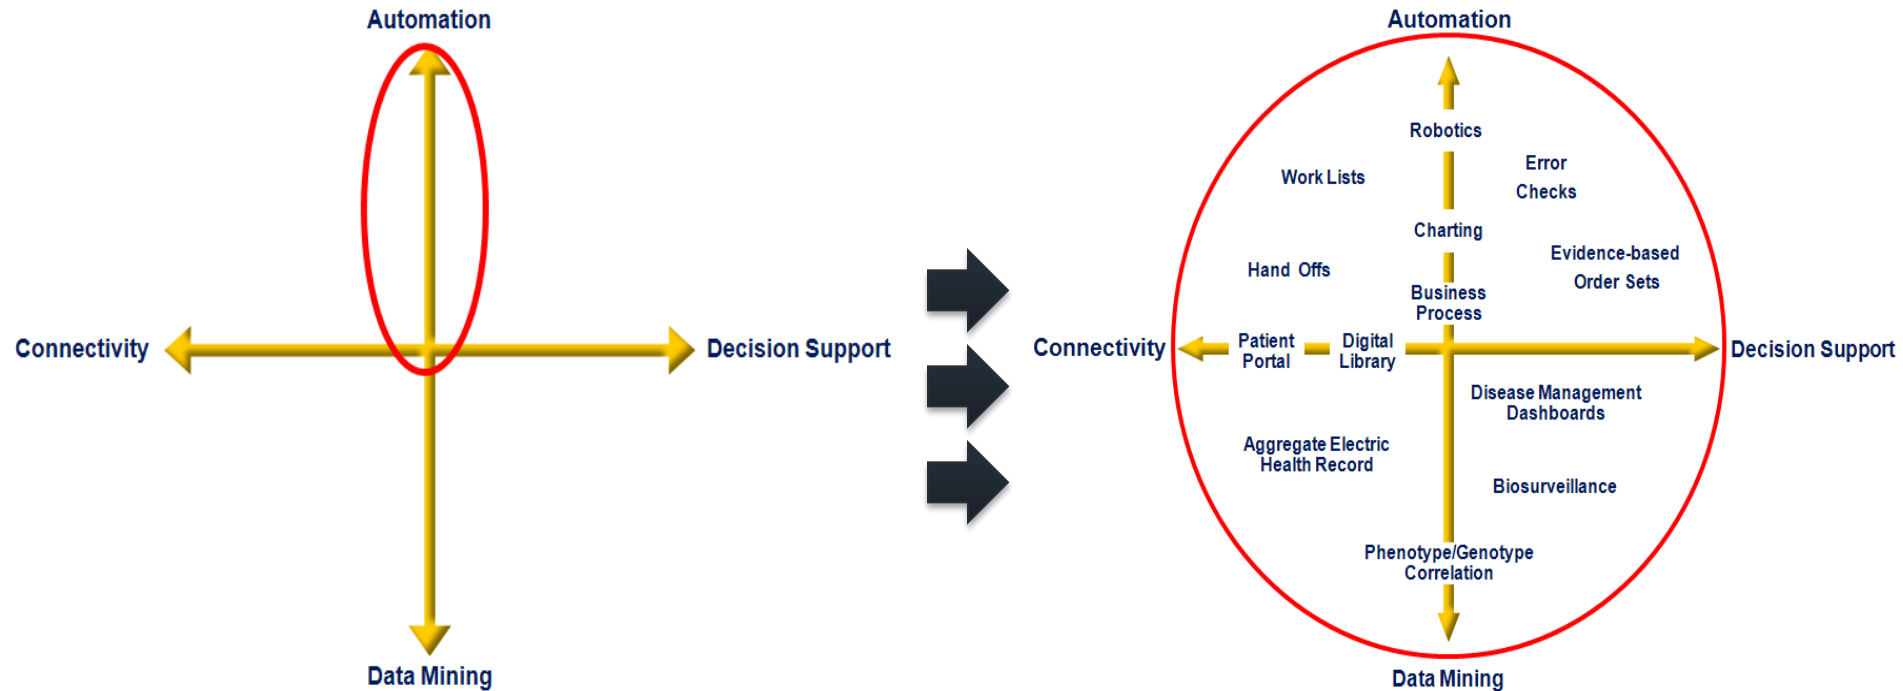 Automation
Connectivity
Decision Support
Data Mining
Automation
Robotics
Work Lists
Error
Checks
Charting
Hand Offs
Evidence-based
Order Sets
Business
Process
Connectivity
Patient
Portal
Digital
Library
Decision Support
Disease Management
Dashboards
Aggregate Electric
Health Record
Biosurveillance
Phenotype/Genotype
Correlation
Data Mining